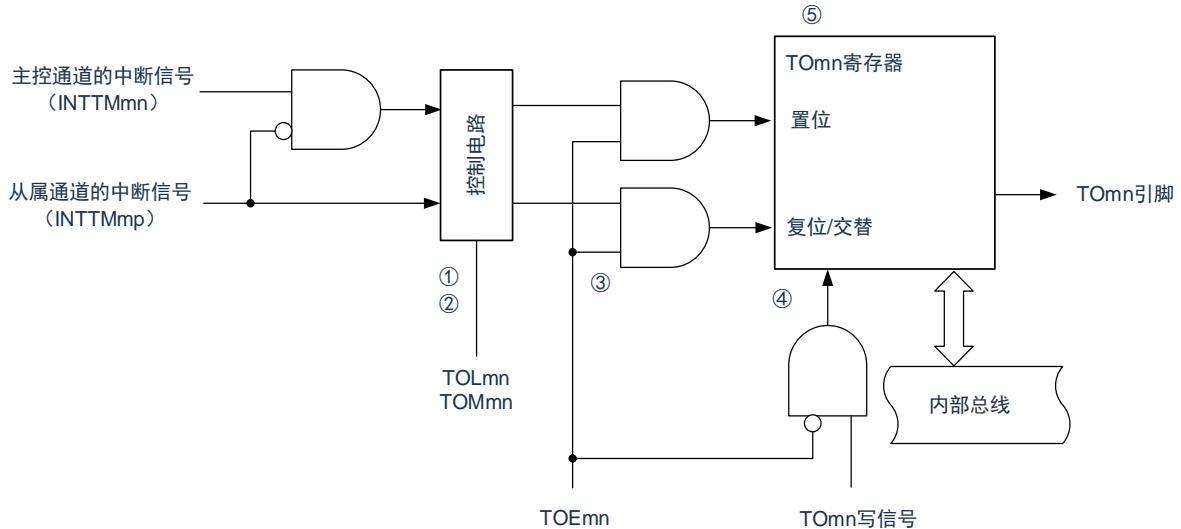 ⑤
主控通道的中断信号
（INTTMmn）
从属通道的中断信号
（INTTMmp）
控制电路
①
②
TOLmn
TOMmn
③
TOEmn
TOmn寄存器
置位
复位/交替
TOmn引脚
④
内部总线
TOmn写信号